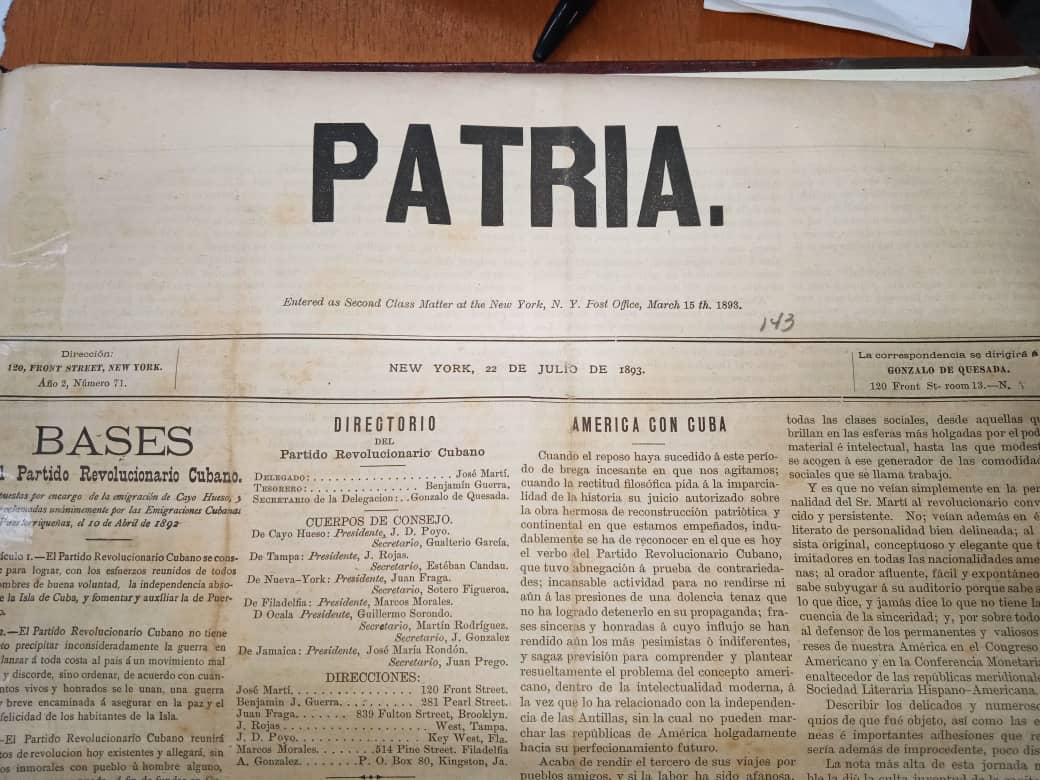 PATRIA.
Entered as Second Class Matter at the New York, N. Y. Post Office, March 15 th. 1893.
143
Dirección:
120, FRONT STREET, NEW YORK.
Año 2, Número 71.
NEW YORK, 22 DE JULIO DE 1893.
La correspondencia se dirigirá á
GONZALO DE QUESADA.
120 Front St- room 13.—N.
BASES
l Partido Revolucionario Cubano.
puestas por encargo de la emigración de Cayo Hueso, y
roclamadas unánimemente por las Emigraciones Cubanas
Puertorriqueñas, el 10 de Abril de 1892
ículo 1.—El Partido Revolucionario Cubano se cons-
para lograr, con los esfuerzos reunidos de todos
ombres de buena voluntad, la independencia abso-
e la Isla de Cuba, y fomentar y auxiliar la de Puer-
o.
2.—El Partido Revolucionario Cubano no tiene
to precipitar inconsideradamente la guerra en
lanzar á toda costa al país á un movimiento mal
y discorde, sino ordenar, de acuerdo con cuán-
ntos vivos y honrados se le unan, una guerra
y breve encaminada á asegurar en la paz y el
felicidad de los habitantes de la Isla.
—El Partido Revolucionario Cubano reunirá
tos de revolucion hoy existentes y allegará, sin
os inmorales con pueblo ó hombre alguno,
DIRECTORIO
DEL
Partido Revolucionario Cubano
DELEGADO: José Martí.
TESORERO: Benjamín Guerra,
SECRETARIO de la Delegacion: Gonzalo de Quesada.
CUERPOS DE CONSEJO.
De Cayo Hueso: Presidente, J. D. Poyo.
Secretario, Gualterio García.
De Tampa: Presidente, J. Rojas.
Secretario, Estéban Candau.
De Nueva-York: Presidente, Juan Fraga.
Secretario, Sotero Figueroa.
De Filadelfia: Presidente, Marcos Morales.
D Ocala Presidente, Guillermo Sorondo.
Secretario, Martín Rodríguez.
Secretario, J. Gonzalez
De Jamaica: Presidente, José María Rondón.
Secretario, Juan Prego.
DIRECCIONES:
José Martí. 120 Front Street.
Benjamin J. Guerra. 281 Pearl Street.
Juan Fraga. 839 Fulton Street, Brooklyn.
J. Rojas West, Tampa.
J. D. Poyo. Key West, Fla.
Marcos Morales. 514 Pine Street. Filadelfia
A. Gonzalez. P. O. Box 80, Kingston, Ja.
AMERICA CON CUBA
Cuando el reposo haya sucedido á este perío-
do de brega incesante en que nos agitamos;
cuando la rectitud filosófica pida á la imparcia-
lidad de la historia su juicio autorizado sobre
la obra hermosa de reconstrucción patriótica y
continental en que estamos empeñados, indu-
dablemente se ha de reconocer en el que es hoy
el verbo del Partido Revolucionario Cubano,
que tuvo abnegación á prueba de contrarieda-
des; incansable actividad para no rendirse ni
aún á las presiones de una dolencia tenaz que
no ha logrado detenerlo en su propaganda; fra-
ses sinceras y honradas á cuyo influjo se han
rendido aún los más pesimistas ó indiferentes,
y sagaz previsión para comprender y plantear
resueltamente el problema del concepto ameri-
cano, dentro de la intelectualidad moderna, á
la vez que lo ha relacionado con la independen-
cia de las Antillas, sin la cual no pueden mar-
char las repúblicas de América holgadamente
hacia su perfecionamiento futuro.
Acaba de rendir el tercero de sus viajes por
pueblos amigos, y si la labor ha sido afanosa,
todas las clases sociales, desde aquellas qu
brillan en las esferas más holgadas por el pod
material é intelectual, hasta las que modest
se acogen á ese generador de las comodidad
sociales que se llama trabajo.
Y es que no veían simplemente en la per
nalidad del Sr. Martí al revolucionario conv
cido y persistente. No; veían además en é
literato de personalidad bien delineada; al
sista original, conceptuoso y elegante que t
imitadores en todas las nacionalidades ame
nas; al orador afluente, fácil y expontáneo
sabe subyugar á su auditorio porque sabe s
lo que dice, y jamás dice lo que no tiene la
cuencia de la sinceridad; y, por sobre todo
al defensor de los permanentes y valiosos
reses de nuestra América en el Congreso
Americano y en la Conferencia Monetaria
enaltecedor de las repúblicas meridionale
Sociedad Literaria Hispano-Americana.
Describir los delicados y numeroso
quios de que fué objeto, así como las e
neas é importantes adhesiones que re
sería además de improcedente, poco dis
La nota más alta de esta jornada